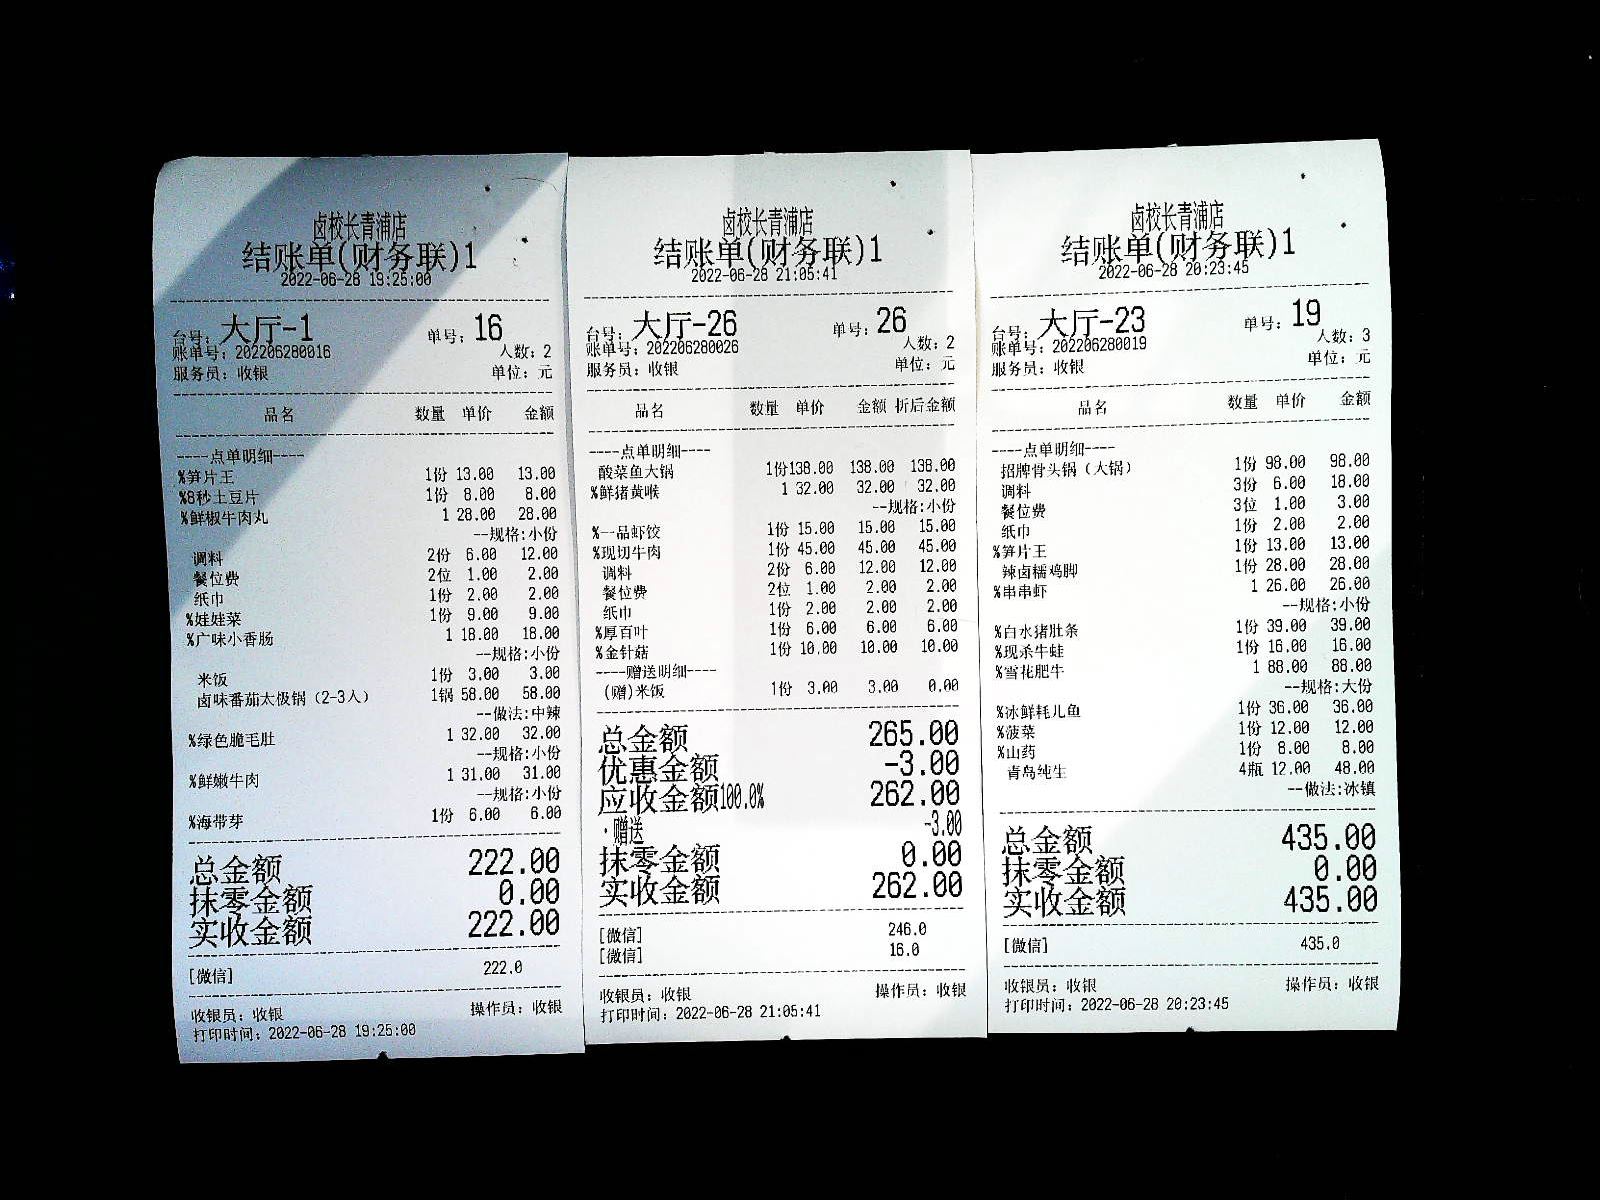 卤校长青浦店
结账单(财务联)1
2022-06-28 19:25:00
台号: 大厅-1 单号: 16
账单号: 202206280016 人数: 2
服务员: 收银 单位: 元
品名 数量 单价 金额
----点单明细----
%笋片王 1份 13.00 13.00
%8秒土豆片 1份 8.00 8.00
%鲜椒牛肉丸 1 28.00 28.00
--规格:小份
调料 2份 6.00 12.00
餐位费 2位 1.00 2.00
纸巾 1份 2.00 2.00
%娃娃菜 1份 9.00 9.00
%广味小香肠 1 18.00 18.00
--规格:小份
米饭 1份 3.00 3.00
卤味番茄太极锅（2-3人） 1锅 58.00 58.00
--做法:中辣
%绿色脆毛肚 1 32.00 32.00
--规格:小份
%鲜嫩牛肉 1 31.00 31.00
--规格:小份
%海带芽 1份 6.00 6.00
总金额 222.00
抹零金额 0.00
实收金额 222.00
[微信] 222.0
收银员: 收银 操作员: 收银
打印时间: 2022-06-28 19:25:00
卤校长青浦店
结账单(财务联)1
2022-06-28 21:05:41
台号: 大厅-26 单号: 26
账单号: 202206280026 人数: 2
服务员: 收银 单位: 元
品名 数量 单价 金额 折后金额
----点单明细----
酸菜鱼大锅 1份 138.00 138.00 138.00
%鲜猪黄喉 1 32.00 32.00 32.00
--规格:小份
%一品虾饺 1份 15.00 15.00 15.00
%现切牛肉 1份 45.00 45.00 45.00
调料 2份 6.00 12.00 12.00
餐位费 2位 1.00 2.00 2.00
纸巾 1份 2.00 2.00 2.00
%厚百叶 1份 6.00 6.00 6.00
%金针菇 1份 10.00 10.00 10.00
----赠送明细----
(赠)米饭 1份 3.00 3.00 0.00
总金额 265.00
优惠金额 -3.00
应收金额100.0% 262.00
·赠送 -3.00
抹零金额 0.00
实收金额 262.00
[微信] 246.0
[微信] 16.0
收银员: 收银 操作员: 收银
打印时间: 2022-06-28 21:05:41
卤校长青浦店
结账单(财务联)1
2022-06-28 20:23:45
台号: 大厅-23 单号: 19
账单号: 202206280019 人数: 3
服务员: 收银 单位: 元
品名 数量 单价 金额
----点单明细----
招牌骨头锅（大锅） 1份 98.00 98.00
调料 3份 6.00 18.00
餐位费 3位 1.00 3.00
纸巾 1份 2.00 2.00
%笋片王 1份 13.00 13.00
辣卤糯鸡脚 1份 28.00 28.00
%串串虾 1 26.00 26.00
--规格:小份
%白水猪肚条 1份 39.00 39.00
%现杀牛蛙 1份 16.00 16.00
%雪花肥牛 1 88.00 88.00
--规格:大份
%冰鲜耗儿鱼 1份 36.00 36.00
%菠菜 1份 12.00 12.00
%山药 1份 8.00 8.00
青岛纯生 4瓶 12.00 48.00
--做法:冰镇
总金额 435.00
抹零金额 0.00
实收金额 435.00
[微信] 435.0
收银员: 收银 操作员: 收银
打印时间: 2022-06-28 20:23:45